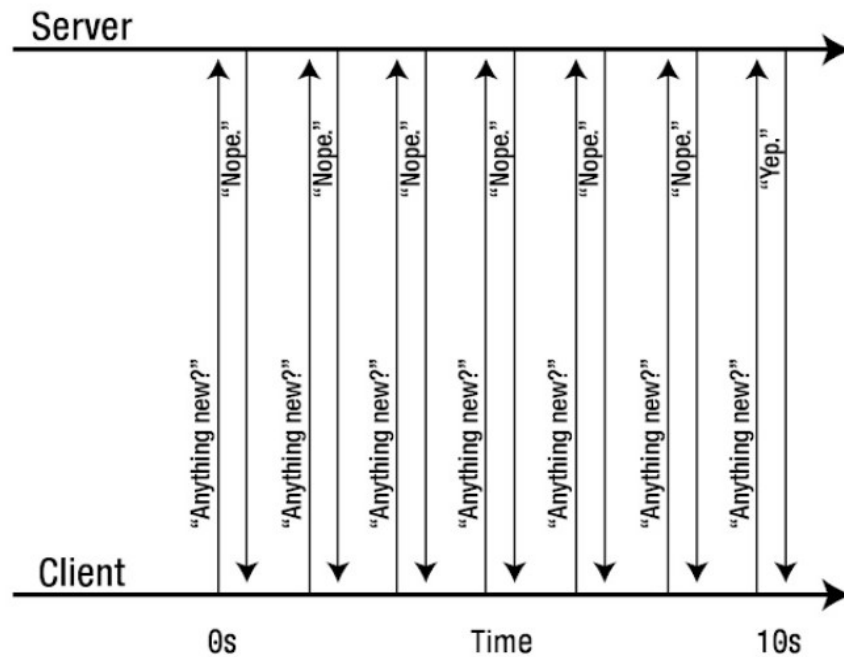 Server
“Nope.”
“Nope.”
“Nope.”
“Nope.”
“Nope.”
“Nope.”
“Yep.”
“Anything new?”
“Anything new?”
“Anything new?”
“Anything new?”
“Anything new?”
“Anything new?”
“Anything new?”
Client
0s Time 10s